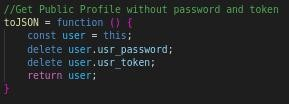 //Get Public Profile without password and token
toJSON = function () {
    const user = this;
    delete user.usr_password;
    delete user.usr_token;
    return user;
}